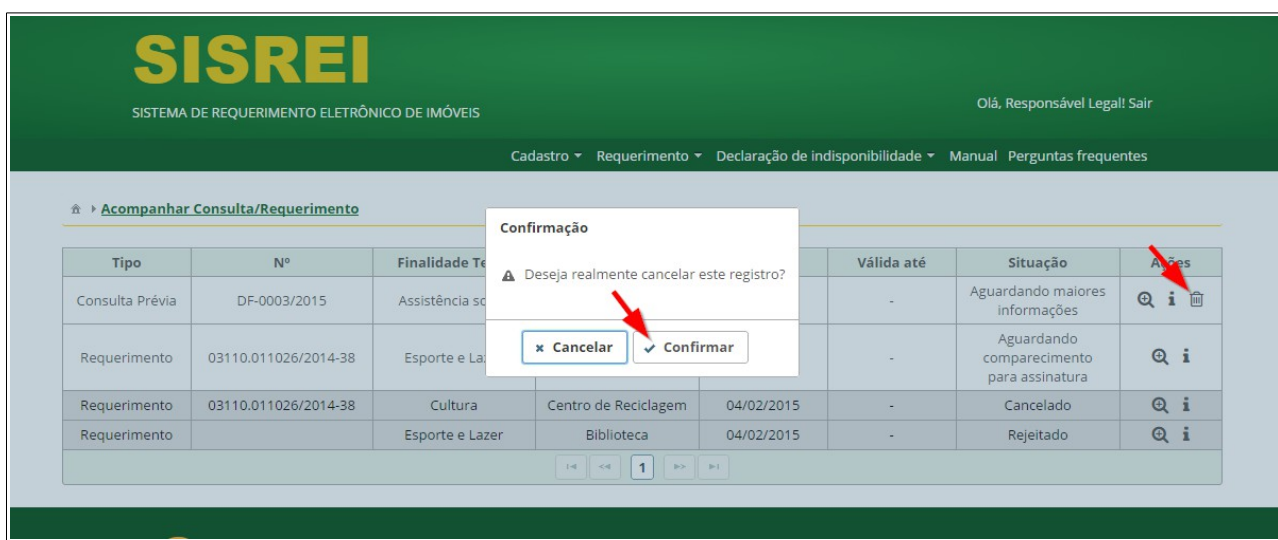 SISREI
SISTEMA DE REQUERIMENTO ELETRÔNICO DE IMÓVEIS
Olá, Responsável Legal! Sair
Cadastro Requerimento Declaração de indisponibilidade Manual Perguntas frequentes
Acompanhar Consulta/Requerimento
Confirmação
Deseja realmente cancelar este registro?
Cancelar Confirmar
Tipo Nº Finalidade Válida até Situação Ações
Consulta Prévia DF-0003/2015 Assistência - Aguardando maiores
informações
Requerimento 03110.011026/2014-38 Esporte e - Aguardando
comparecimento
para assinatura
Requerimento 03110.011026/2014-38 Cultura Centro de Reciclagem 04/02/2015 - Cancelado
Requerimento Esporte e Lazer Biblioteca 04/02/2015 - Rejeitado
1